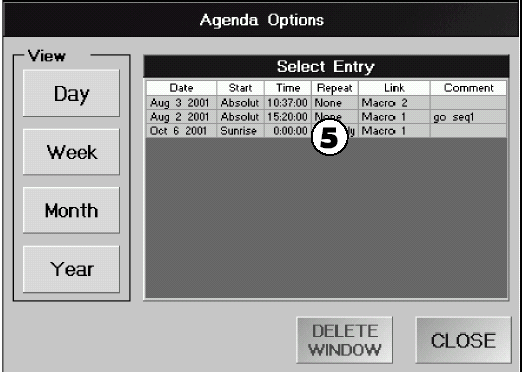 Agenda Options
View
Day
Week
Month
Year
Select Entry
Date Start Time Repeat Link Comment
Aug 3 2001 Absolut 10:37:00 None Macro 2
Aug 2 2001 Absolut 15:20:00 None Macro 1 go seq1
Oct 6 2001 Sunrise 0:00:00 Macro 1
5
DELETE
WINDOW
CLOSE